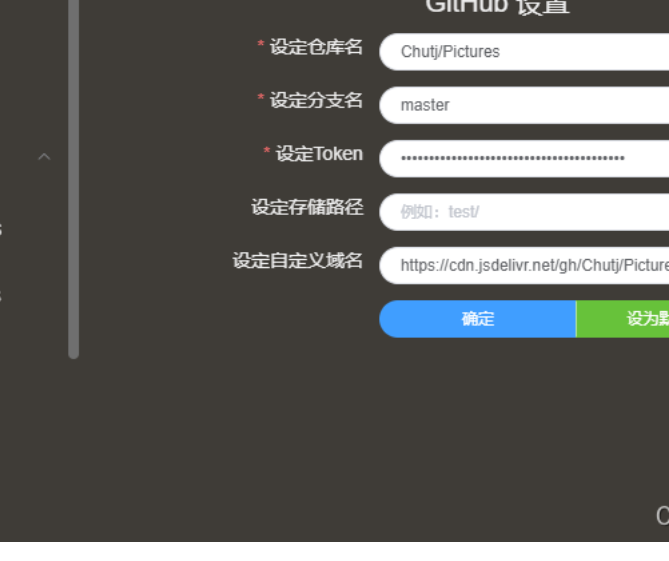 GitHub 设置
* 设定仓库名 Chutj/Pictures
* 设定分支名 master
* 设定Token ••••••••••••••••••••••••••••••••••••••••
设定存储路径 例如：test/
设定自定义域名 https://cdn.jsdelivr.net/gh/Chutj/Picture
确定 设为